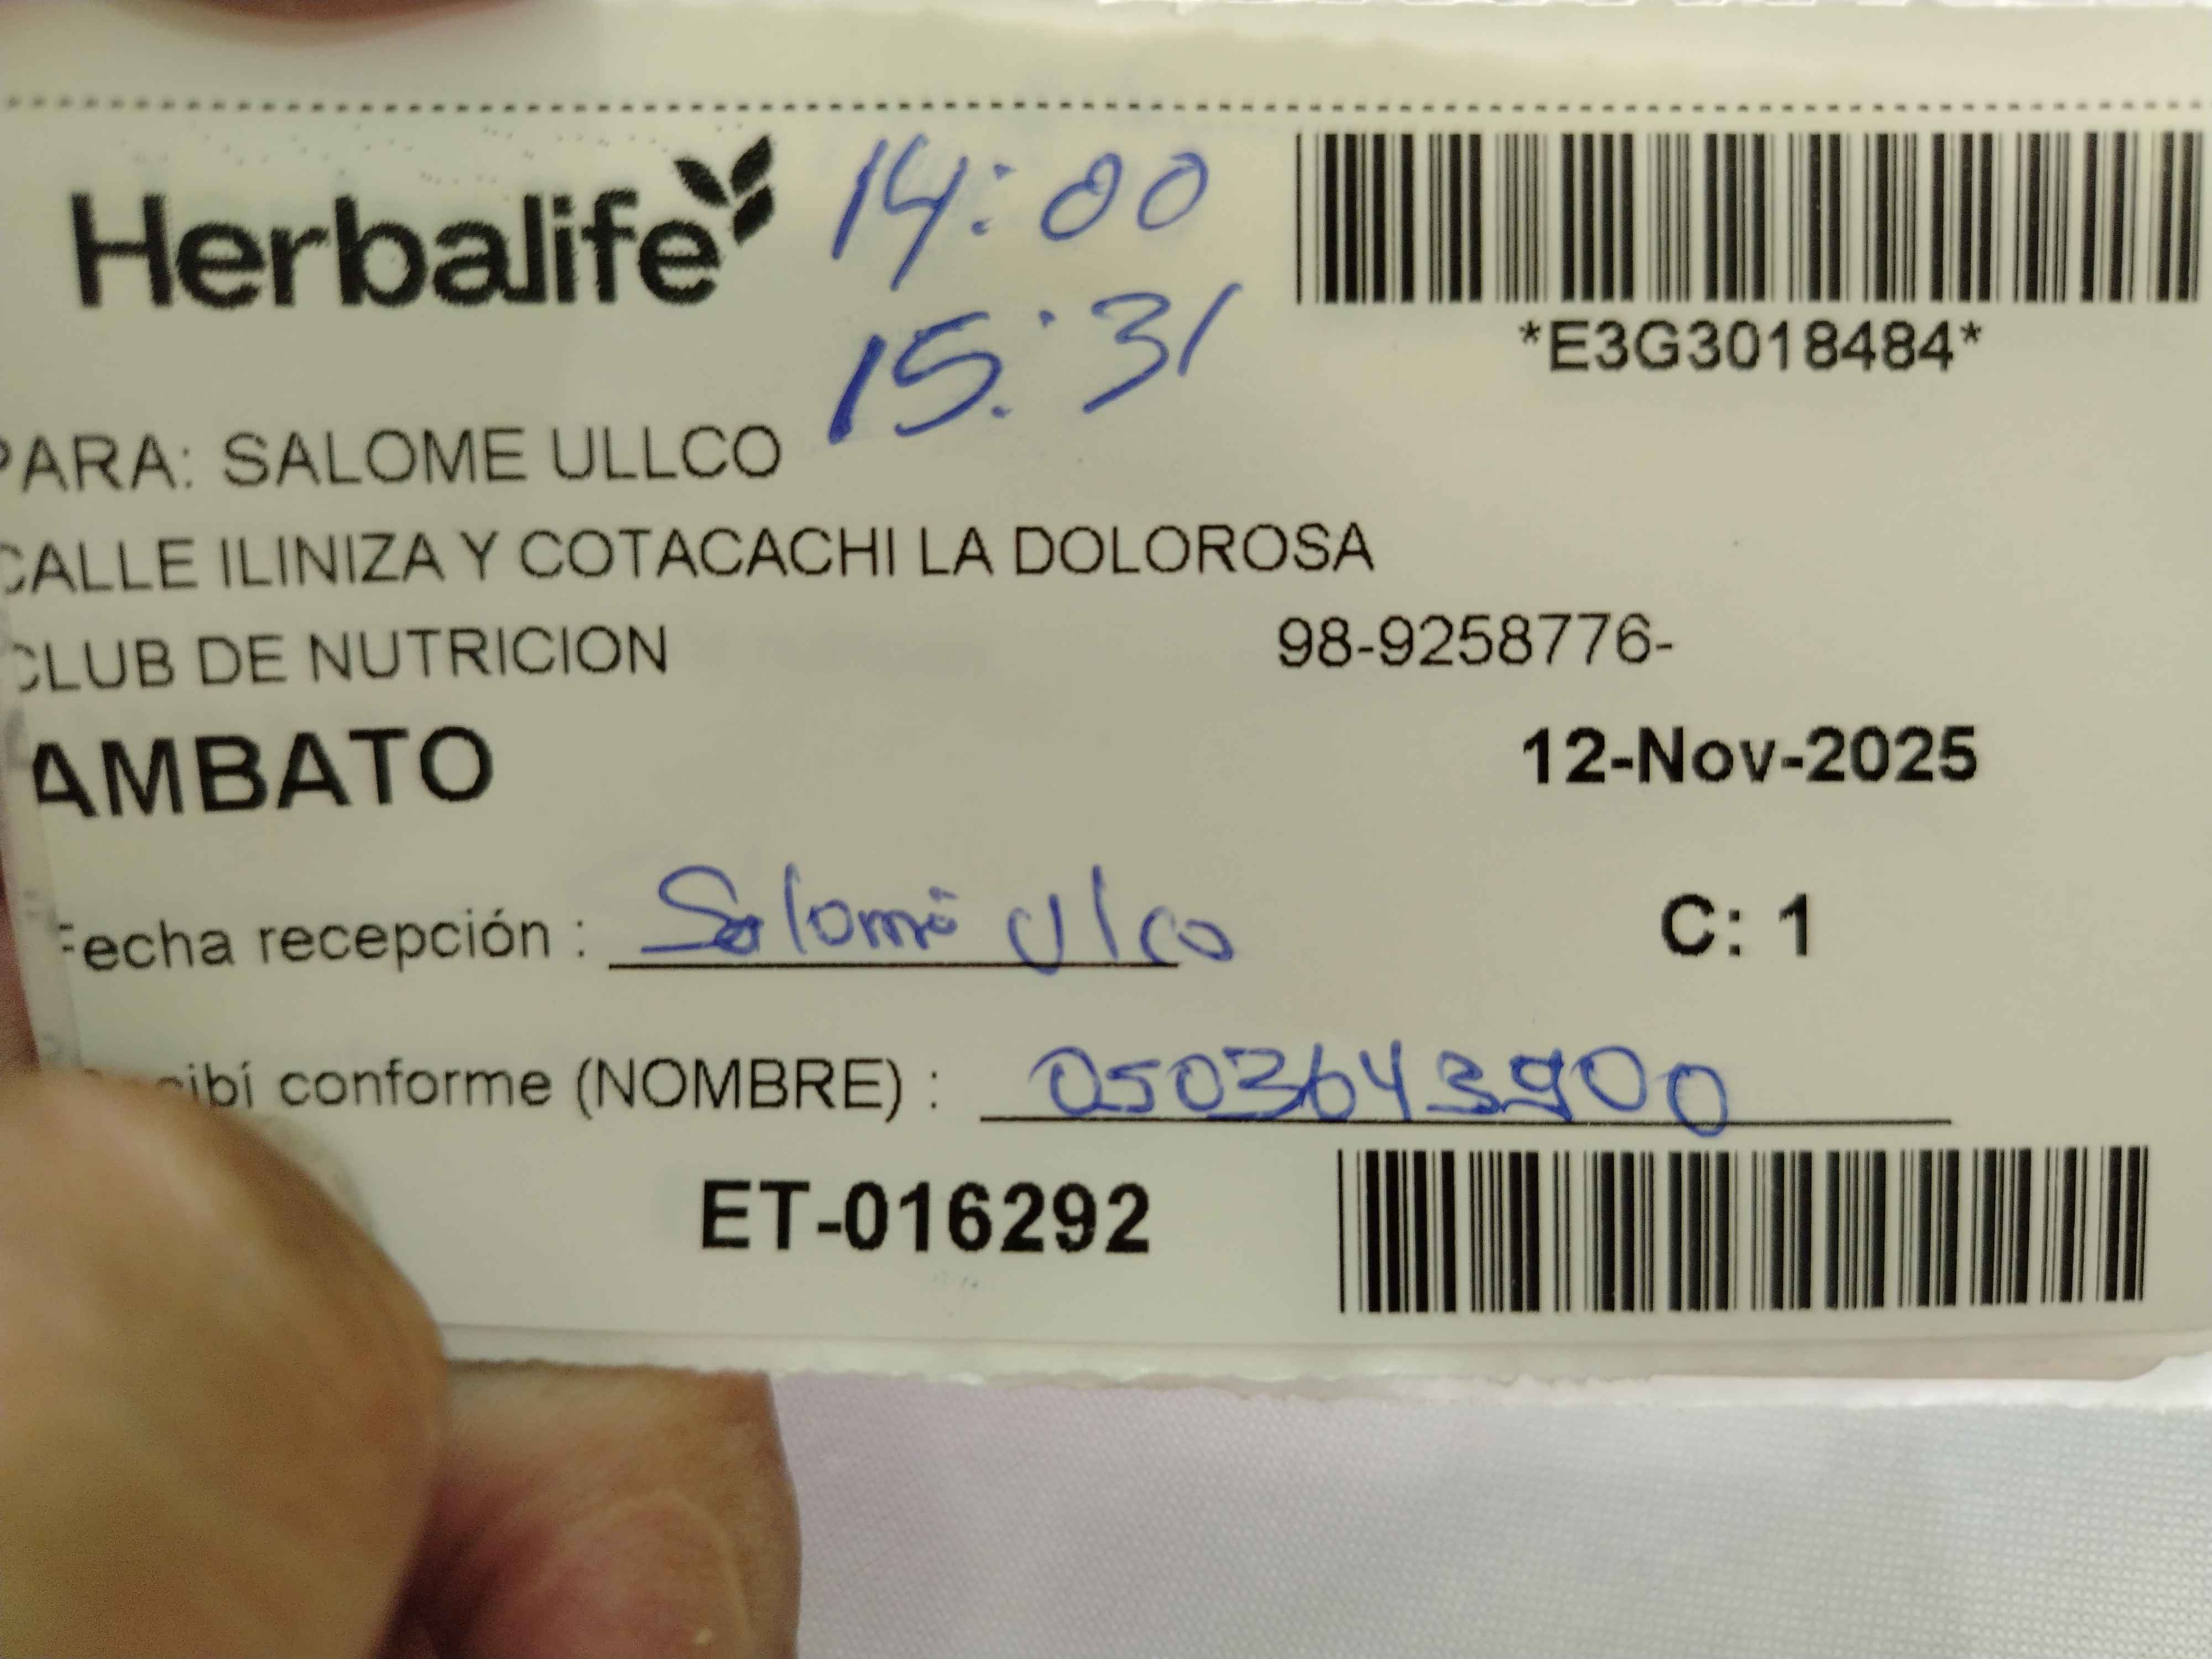 Herbalife
14:00
15:31
*E3G3018484*
PARA: SALOME ULLCO
CALLE ILINIZA Y COTACACHI LA DOLOROSA
CLUB DE NUTRICION 98-9258776-
AMBATO 12-Nov-2025
Fecha recepción : Salomé Ulco C: 1
conforme (NOMBRE) : 0503643900
ET-016292